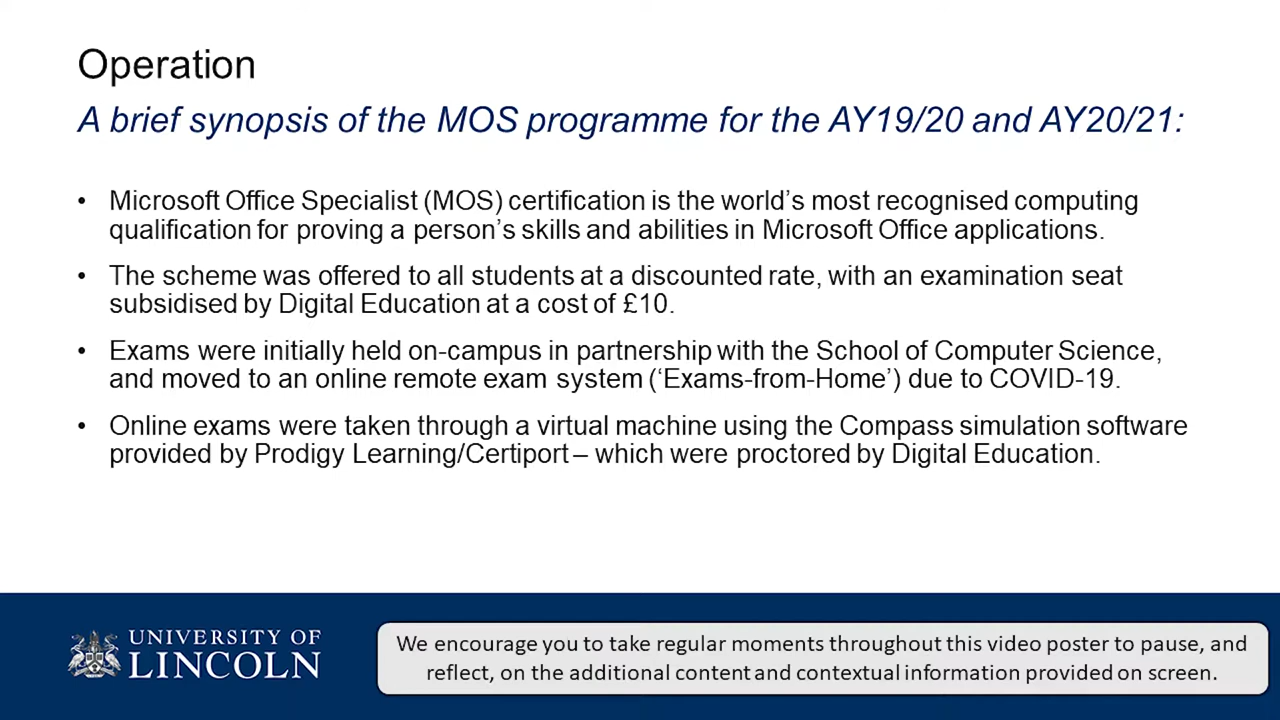 Operation
A brief synopsis of the MOS programme for the AY19/20 and AY20/21:
• Microsoft Office Specialist (MOS) certification is the world’s most recognised computing
qualification for proving a person’s skills and abilities in Microsoft Office applications.
• The scheme was offered to all students at a discounted rate, with an examination seat
subsidised by Digital Education at a cost of £10.
• Exams were initially held on-campus in partnership with the School of Computer Science,
and moved to an online remote exam system (‘Exams-from-Home’) due to COVID-19.
• Online exams were taken through a virtual machine using the Compass simulation software
provided by Prodigy Learning/Certiport – which were proctored by Digital Education.
UNIVERSITY OF
LINCOLN
We encourage you to take regular moments throughout this video poster to pause, and
reflect, on the additional content and contextual information provided on screen.